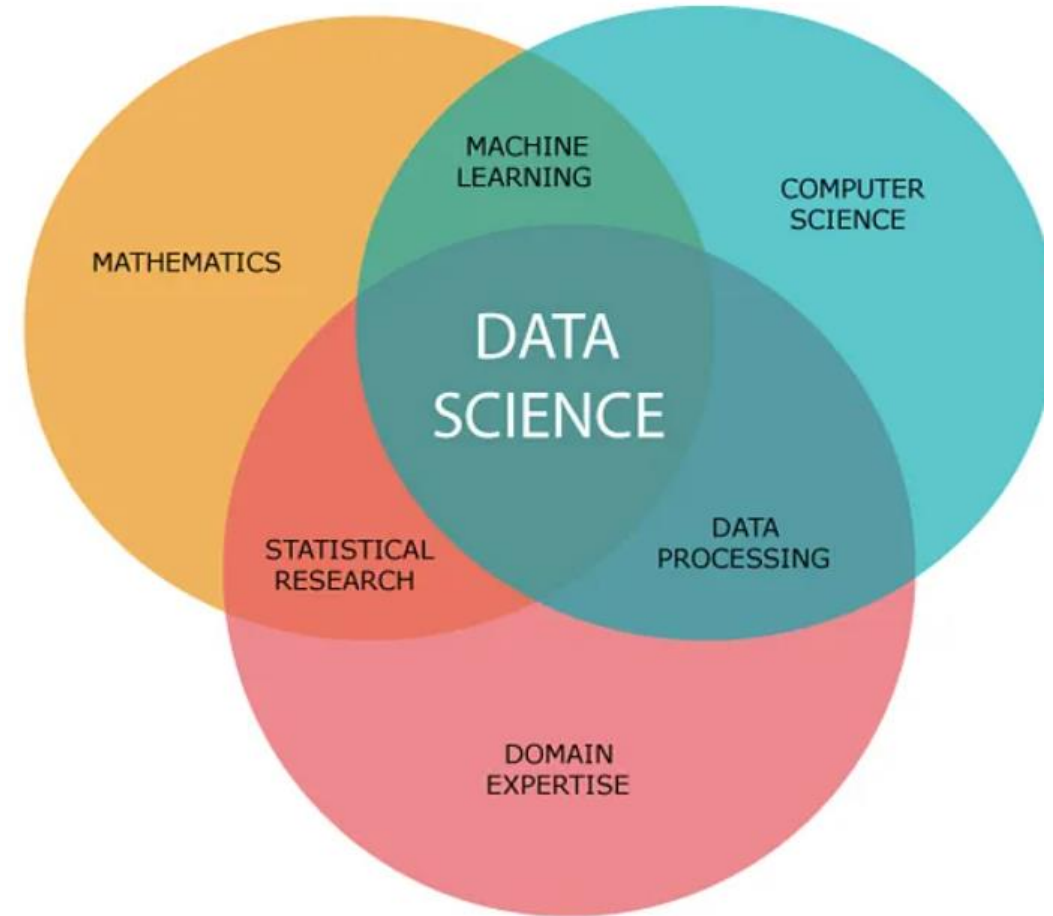 MACHINE
LEARNING
COMPUTER
SCIENCE
MATHEMATICS
DATA
SCIENCE
STATISTICAL
RESEARCH
DATA
PROCESSING
DOMAIN
EXPERTISE